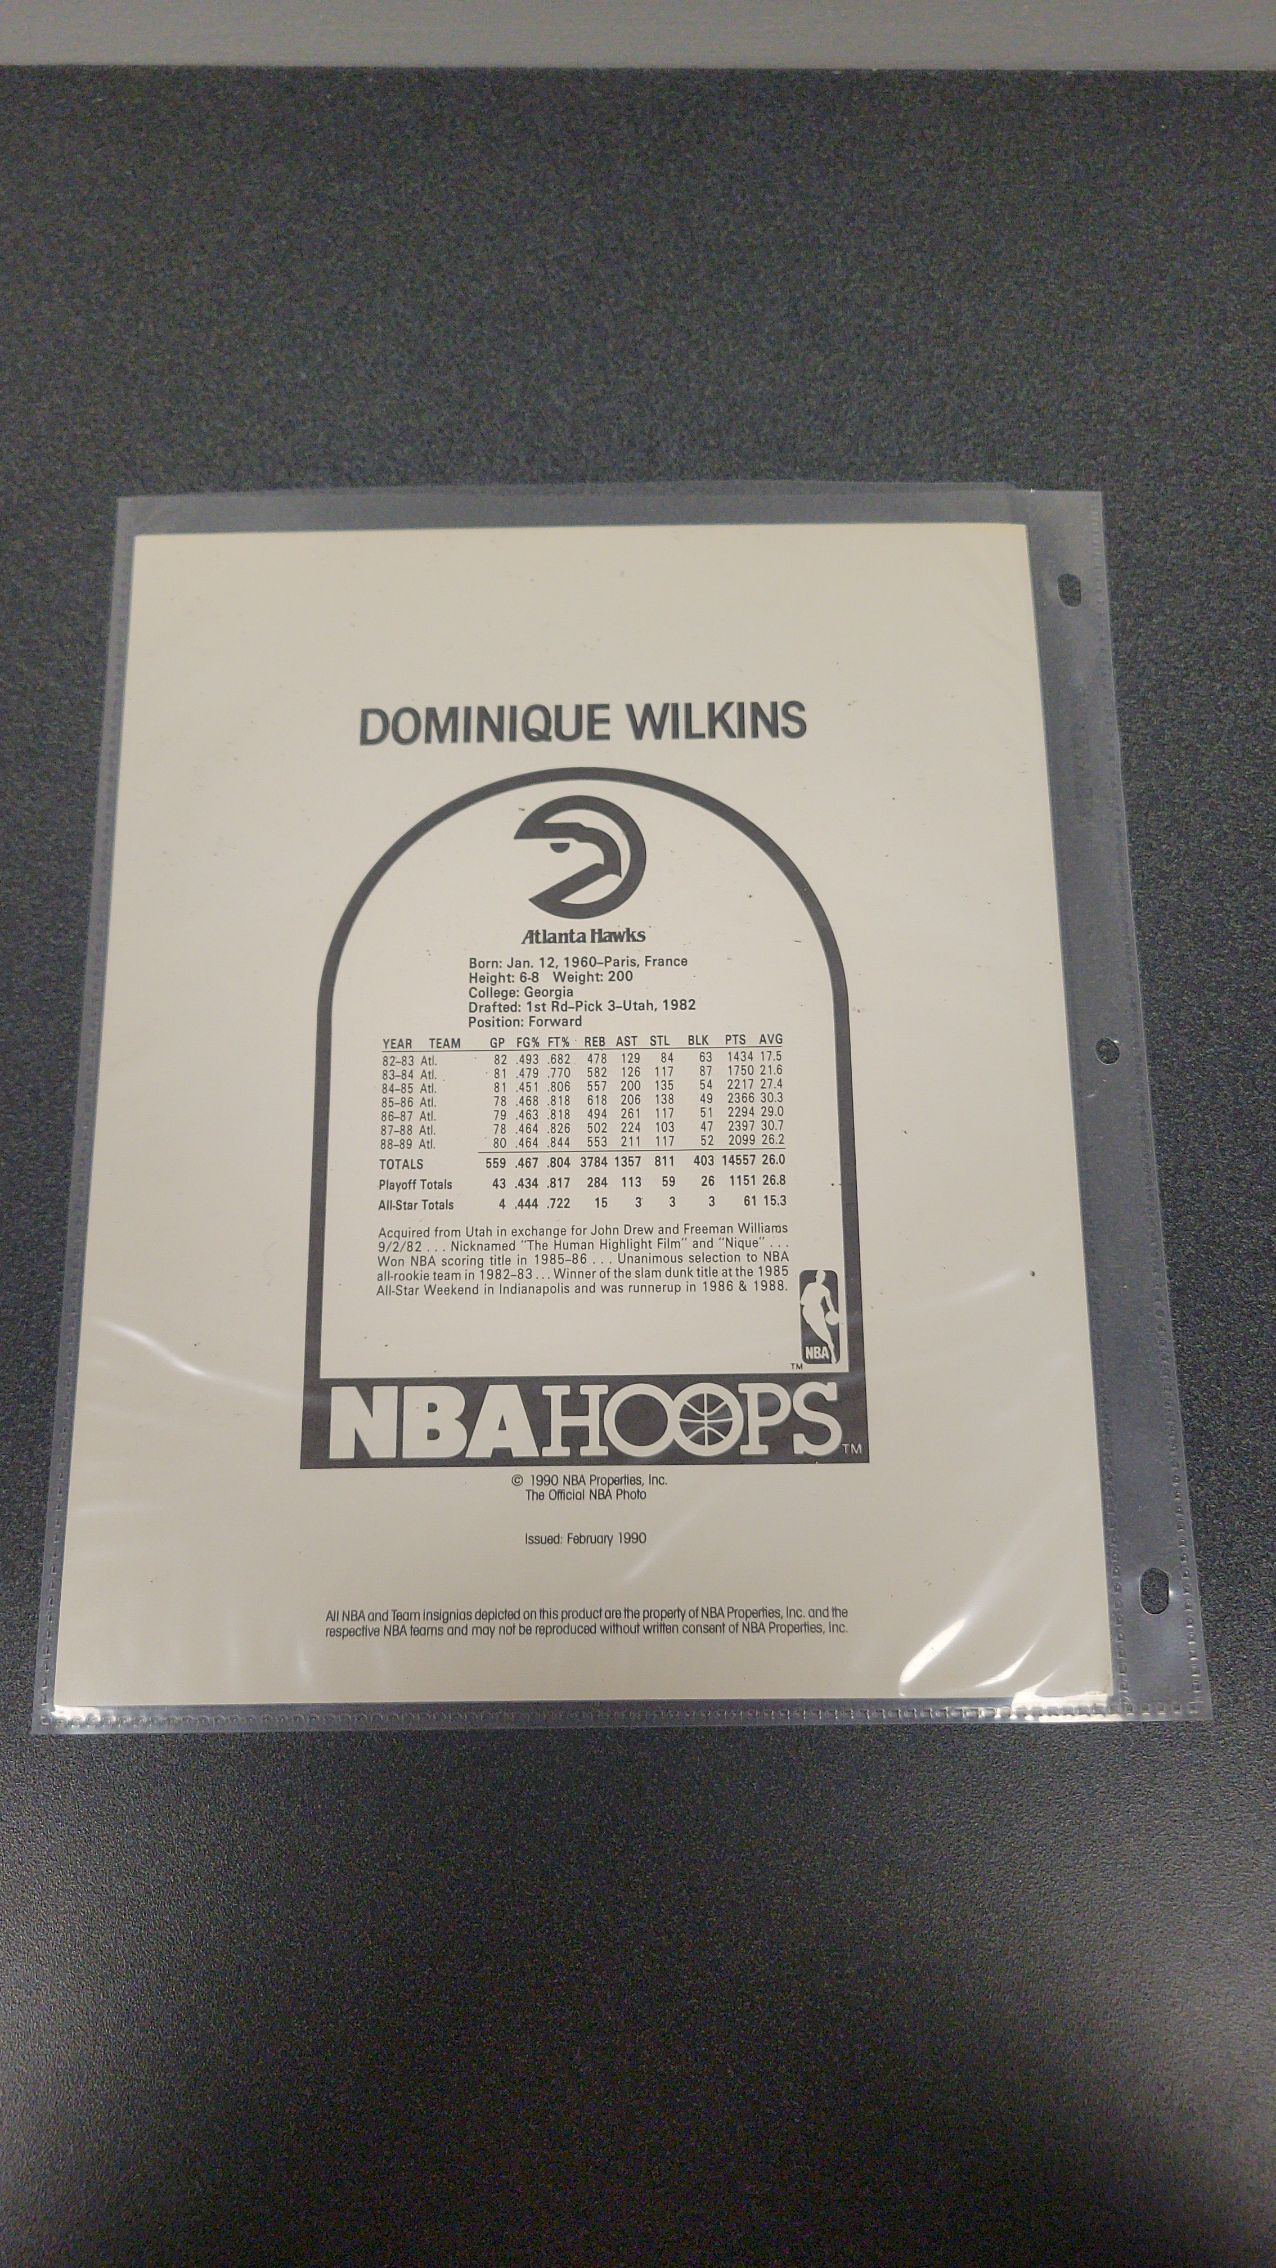 DOMINIQUE WILKINS
Atlanta Hawks
Born: Jan. 12, 1960–Paris, France
Height: 6-8 Weight: 200
College: Georgia
Drafted: 1st Rd–Pick 3–Utah, 1982
Position: Forward
YEAR TEAM GP FG% FT% REB AST STL BLK PTS AVG
82–83 Atl. 82 .493 .682 478 129 84 63 1434 17.5
83–84 Atl. 81 .479 .770 582 126 117 87 1750 21.6
84–85 Atl. 81 .451 .806 557 200 135 54 2217 27.4
85–86 Atl. 78 .468 .818 618 206 138 49 2366 30.3
86–87 Atl. 79 .463 .818 494 261 117 51 2294 29.0
87–88 Atl. 78 .464 .826 502 224 103 47 2397 30.7
88–89 Atl. 80 .464 .844 553 211 117 52 2099 26.2
TOTALS 559 .467 .804 3784 1357 811 403 14557 26.0
Playoff Totals 43 .434 .817 284 113 59 26 1151 26.8
All-Star Totals 4 .444 .722 15 3 3 3 61 15.3
Acquired from Utah in exchange for John Drew and Freeman Williams
9/2/82 . . . Nicknamed "The Human Highlight Film" and "Nique" . . .
Won NBA scoring title in 1985–86 . . . Unanimous selection to NBA
all-rookie team in 1982–83 . . . Winner of the slam dunk title at the 1985
All-Star Weekend in Indianapolis and was runnerup in 1986 & 1988.
NBA
TM
NBA HOOPS TM
© 1990 NBA Properties, Inc.
The Official NBA Photo
Issued: February 1990
All NBA and Team insignias depicted on this product are the property of NBA Properties, Inc. and the
respective NBA teams and may not be reproduced without written consent of NBA Properties, Inc.